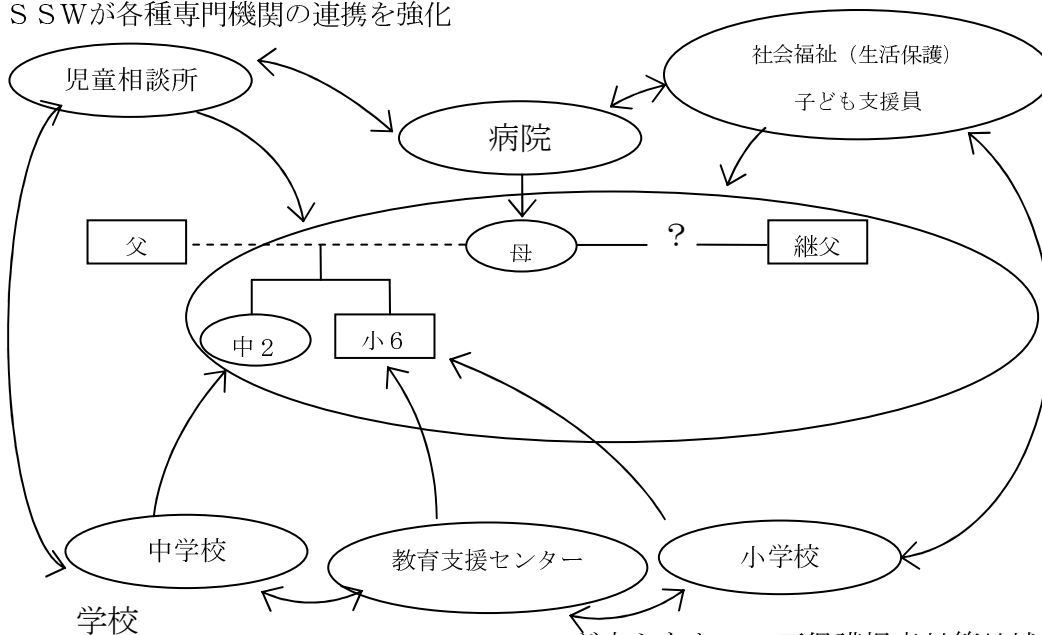 ＳＳＷが各種専門機関の連携を強化
児童相談所
社会福祉（生活保護）
子ども支援員
病院
父
母
？
継父
中２
小６
中学校
教育支援センター
小学校
学校